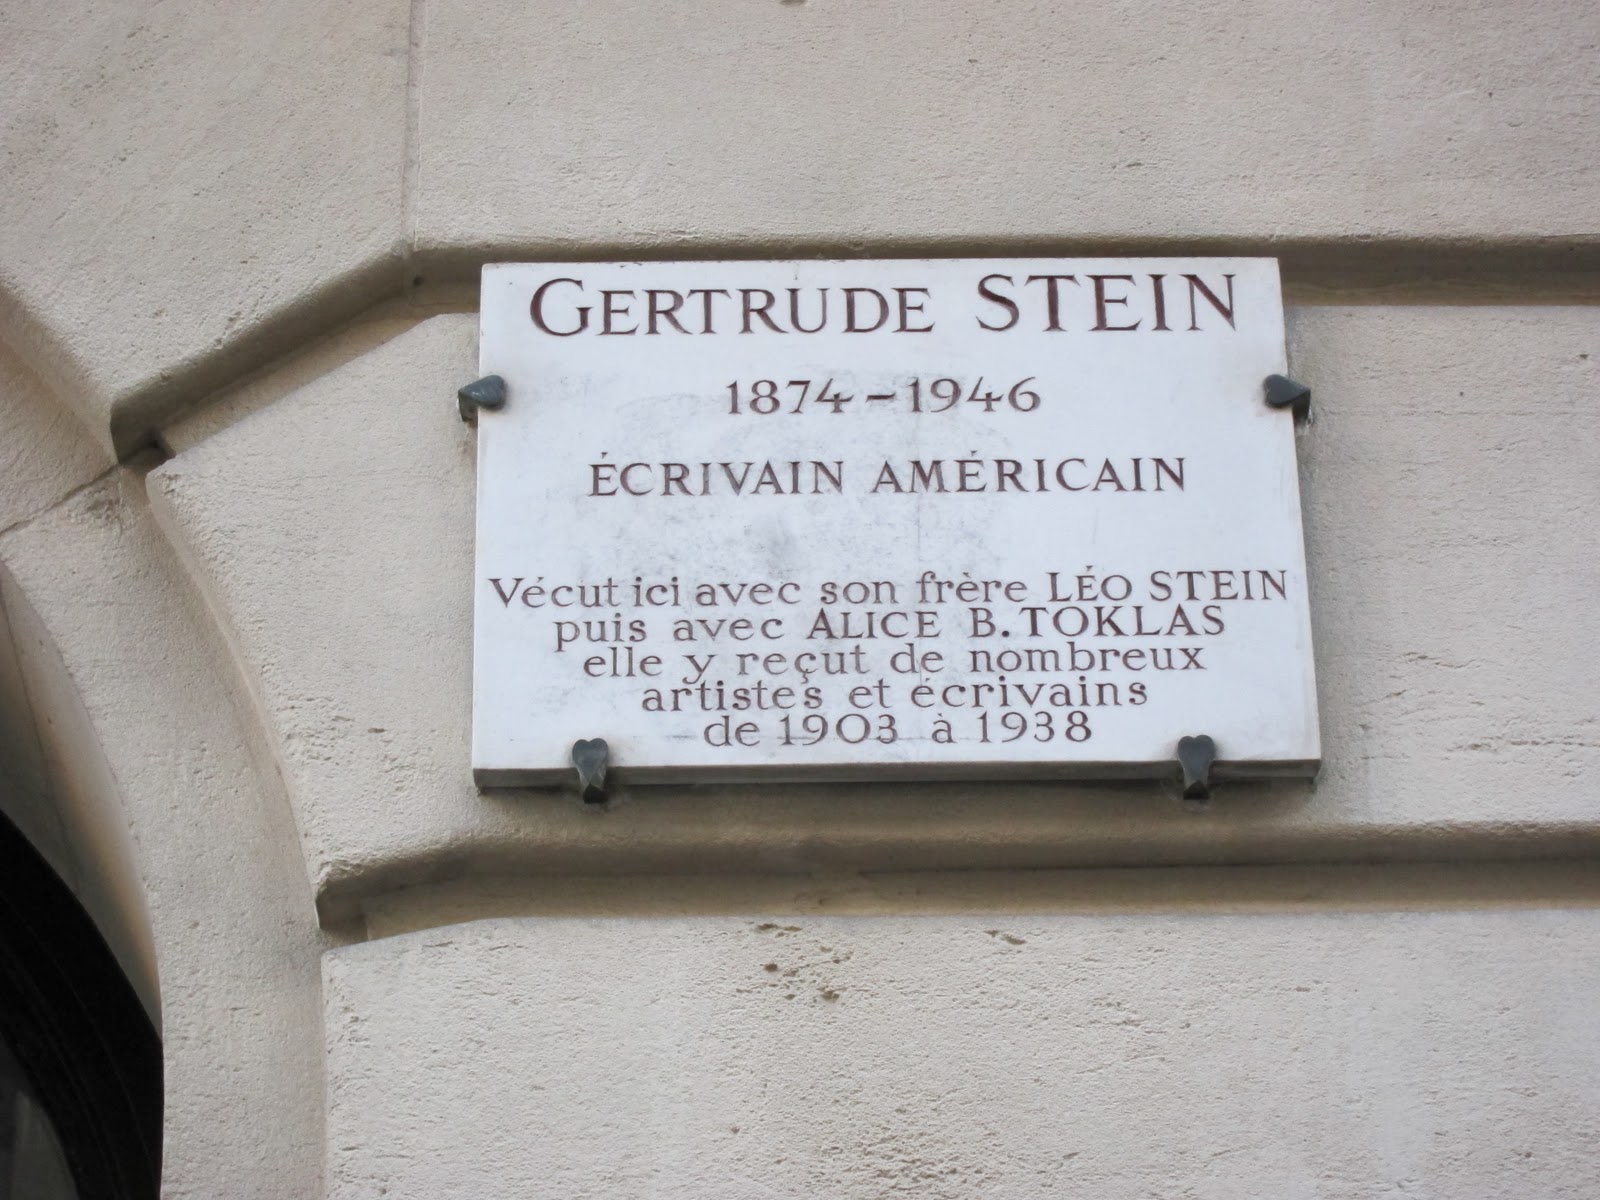 GERTRUDE STEIN
1874-1946
ÉCRIVAIN AMÉRICAIN
Vécut ici avec son frère LÉO STEIN
puis avec ALICE B. TOKLAS
elle y reçut de nombreux
artistes et écrivains
de 1903 à 1938